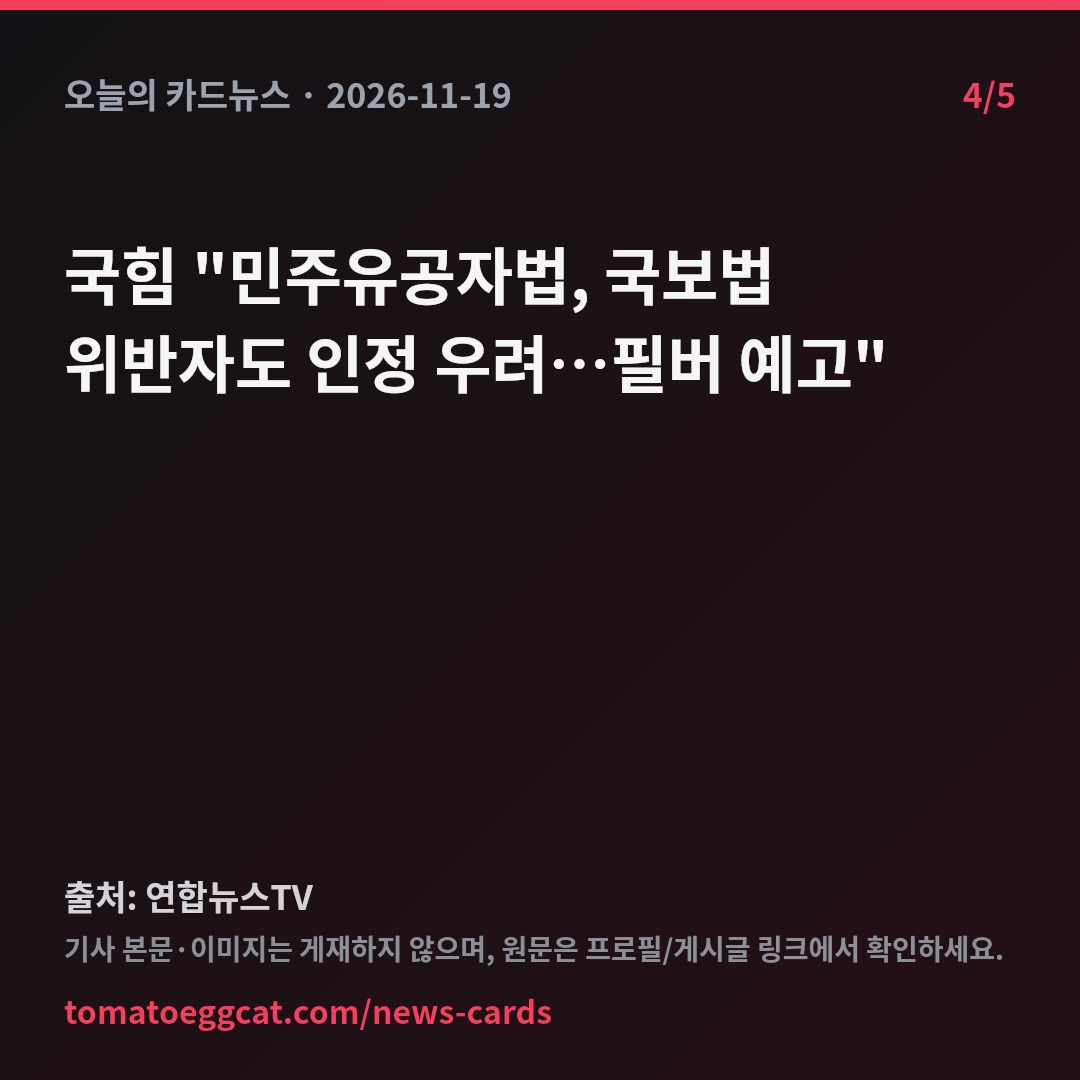 오늘의 카드뉴스 · 2026-11-19
4/5
국힘 "민주유공자법, 국보법
위반자도 인정 우려…필버 예고"
출처: 연합뉴스TV
기사 본문·이미지는 게재하지 않으며, 원문은 프로필/게시글 링크에서 확인하세요.
tomatoeggcat.com/news-cards